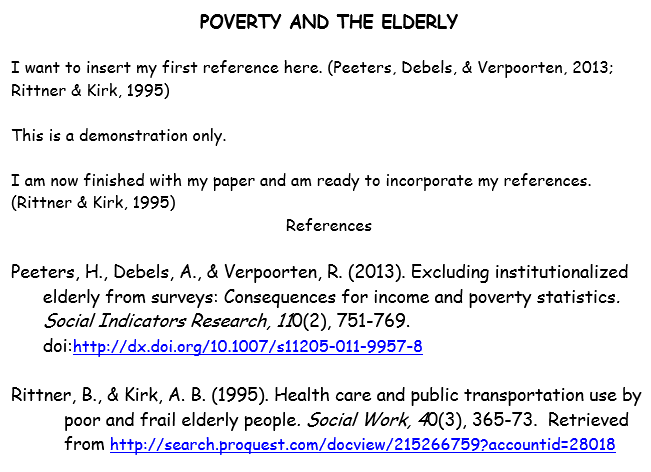 POVERTY AND THE ELDERLY
I want to insert my first reference here. (Peeters, Debels, & Verpoorten, 2013;
Rittner & Kirk, 1995)
This is a demonstration only.
I am now finished with my paper and am ready to incorporate my references.
(Rittner & Kirk, 1995)
References
Peeters, H., Debels, A., & Verpoorten, R. (2013). Excluding institutionalized
elderly from surveys: Consequences for income and poverty statistics.
Social Indicators Research, 110(2), 751-769.
doi:http://dx.doi.org/10.1007/s11205-011-9957-8
Rittner, B., & Kirk, A. B. (1995). Health care and public transportation use by
poor and frail elderly people. Social Work, 40(3), 365-73. Retrieved
from http://search.proquest.com/docview/215266759?accountid=28018